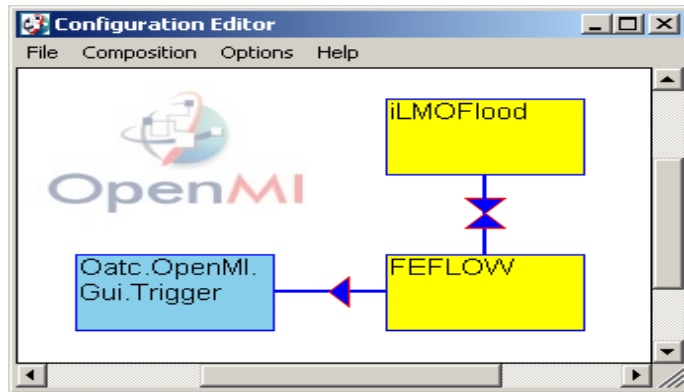 Configuration Editor
File Composition Options Help
OpenMI
iLMOFlood
Oatc.OpenMI.
Gui.Trigger
FEFLOW